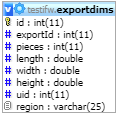 testifw.exportdims
id : int(11)
exportId : int(11)
pieces : int(11)
length : double
width : double
height : double
uid : int(11)
region : varchar(25)